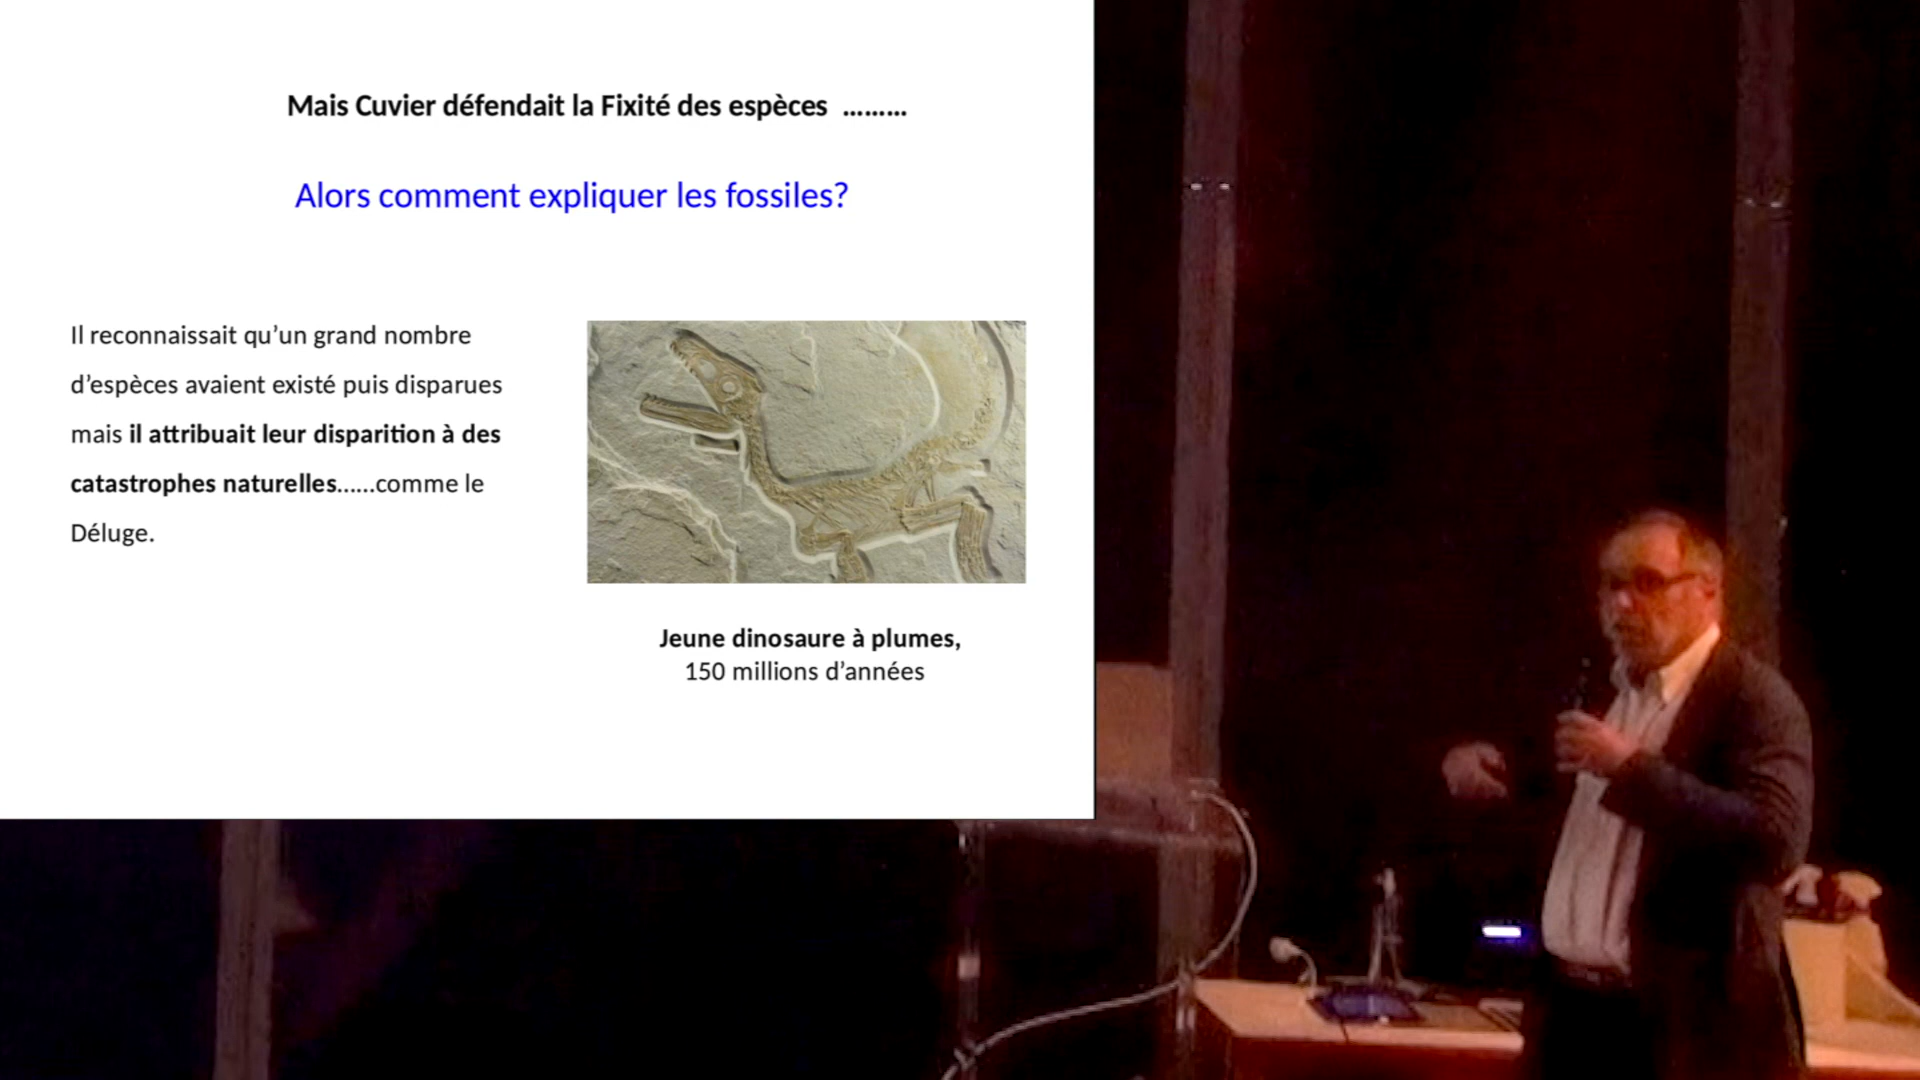 Mais Cuvier défendait la Fixité des espèces .........
Alors comment expliquer les fossiles?
Il reconnaissait qu’un grand nombre
d’espèces avaient existé puis disparues
mais il attribuait leur disparition à des
catastrophes naturelles......comme le
Déluge.
Jeune dinosaure à plumes,
150 millions d’années